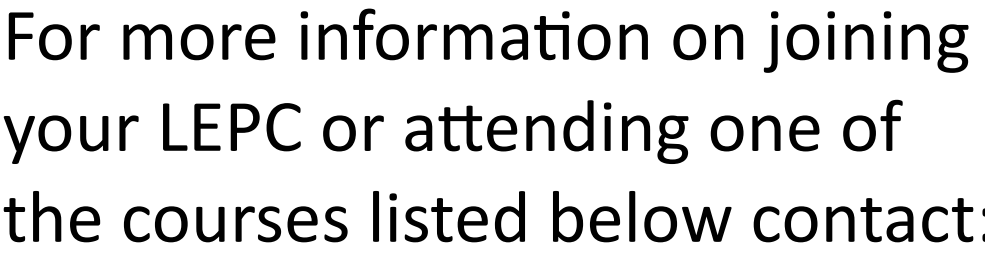 For more information on joining
your LEPC or attending one of
the courses listed below contact: